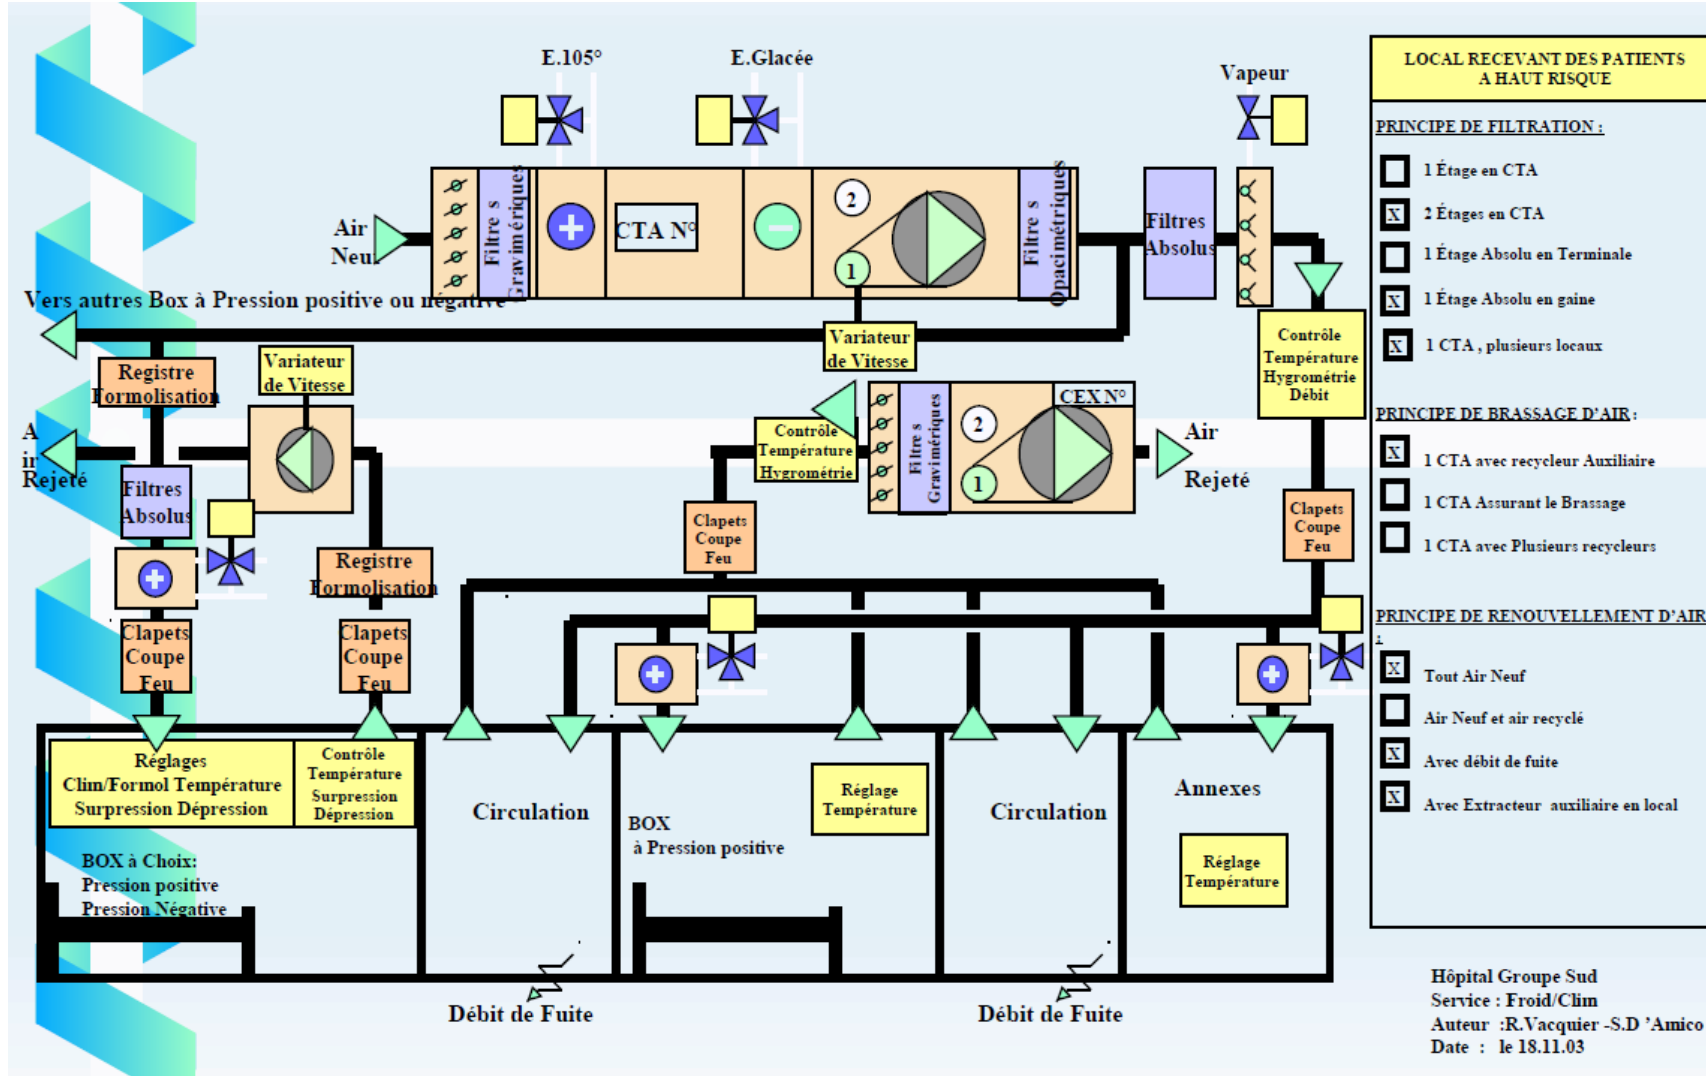 E.105°
E.Glacée
Vapeur
Air
Neuf
Filtre s
Gravimériques
CTA N°
2
1
Filtre s
Opacimétriques
Filtres
Absolus
Vers autres Box à Pression positive ou négative
Variateur
de Vitesse
Contrôle
Température
Hygrométrie
Débit
Registre
Formolisation
Variateur
de Vitesse
A
ir
Rejeté
Filtres
Absolus
Contrôle
Température
Hygrométrie
Filtre s
Gravimériques
2
1
CEX N°
Air
Rejeté
Clapets
Coupe
Feu
Clapets
Coupe
Feu
Registre
Formolisation
Clapets
Coupe
Feu
Clapets
Coupe
Feu
Réglages
Clim/Formol Température
Surpression Dépression
Contrôle
Température
Surpression
Dépression
BOX à Choix:
Pression positive
Pression Négative
Circulation
BOX
à Pression positive
Réglage
Température
Circulation
Annexes
Réglage
Température
Débit de Fuite
Débit de Fuite
LOCAL RECEVANT DES PATIENTS
A HAUT RISQUE
PRINCIPE DE FILTRATION :
1 Étage en CTA
X 2 Étages en CTA
1 Étage Absolu en Terminale
X 1 Étage Absolu en gaine
X 1 CTA , plusieurs locaux
PRINCIPE DE BRASSAGE D'AIR :
X 1 CTA avec recycleur Auxiliaire
1 CTA Assurant le Brassage
1 CTA avec Plusieurs recycleurs
PRINCIPE DE RENOUVELLEMENT D'AIR
:
X Tout Air Neuf
Air Neuf et air recyclé
X Avec débit de fuite
X Avec Extracteur auxiliaire en local
Hôpital Groupe Sud
Service : Froid/Clim
Auteur :R.Vacquier -S.D 'Amico
Date : le 18.11.03